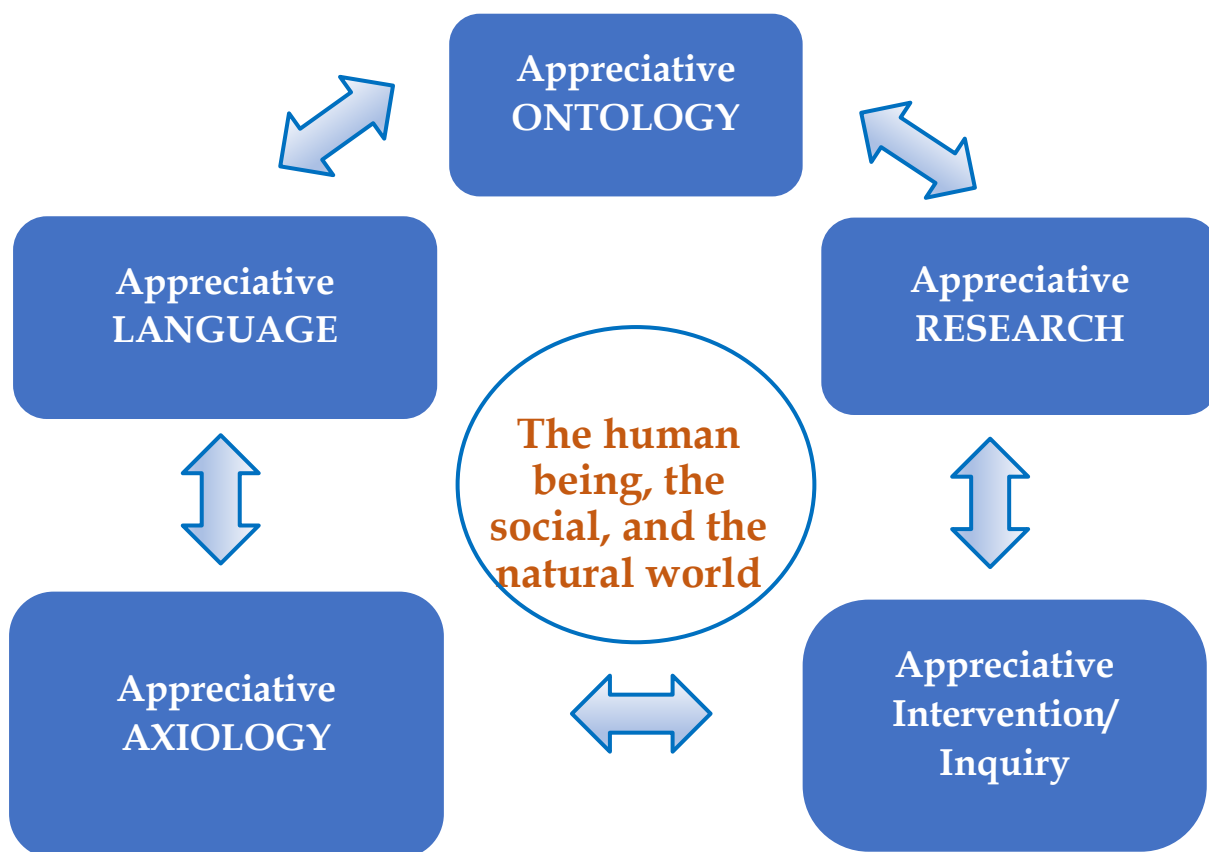 Appreciative
ONTOLOGY
Appreciative
LANGUAGE
Appreciative
RESEARCH
The human
being, the
social, and the
natural world
Appreciative
AXIOLOGY
Appreciative
Intervention/
Inquiry